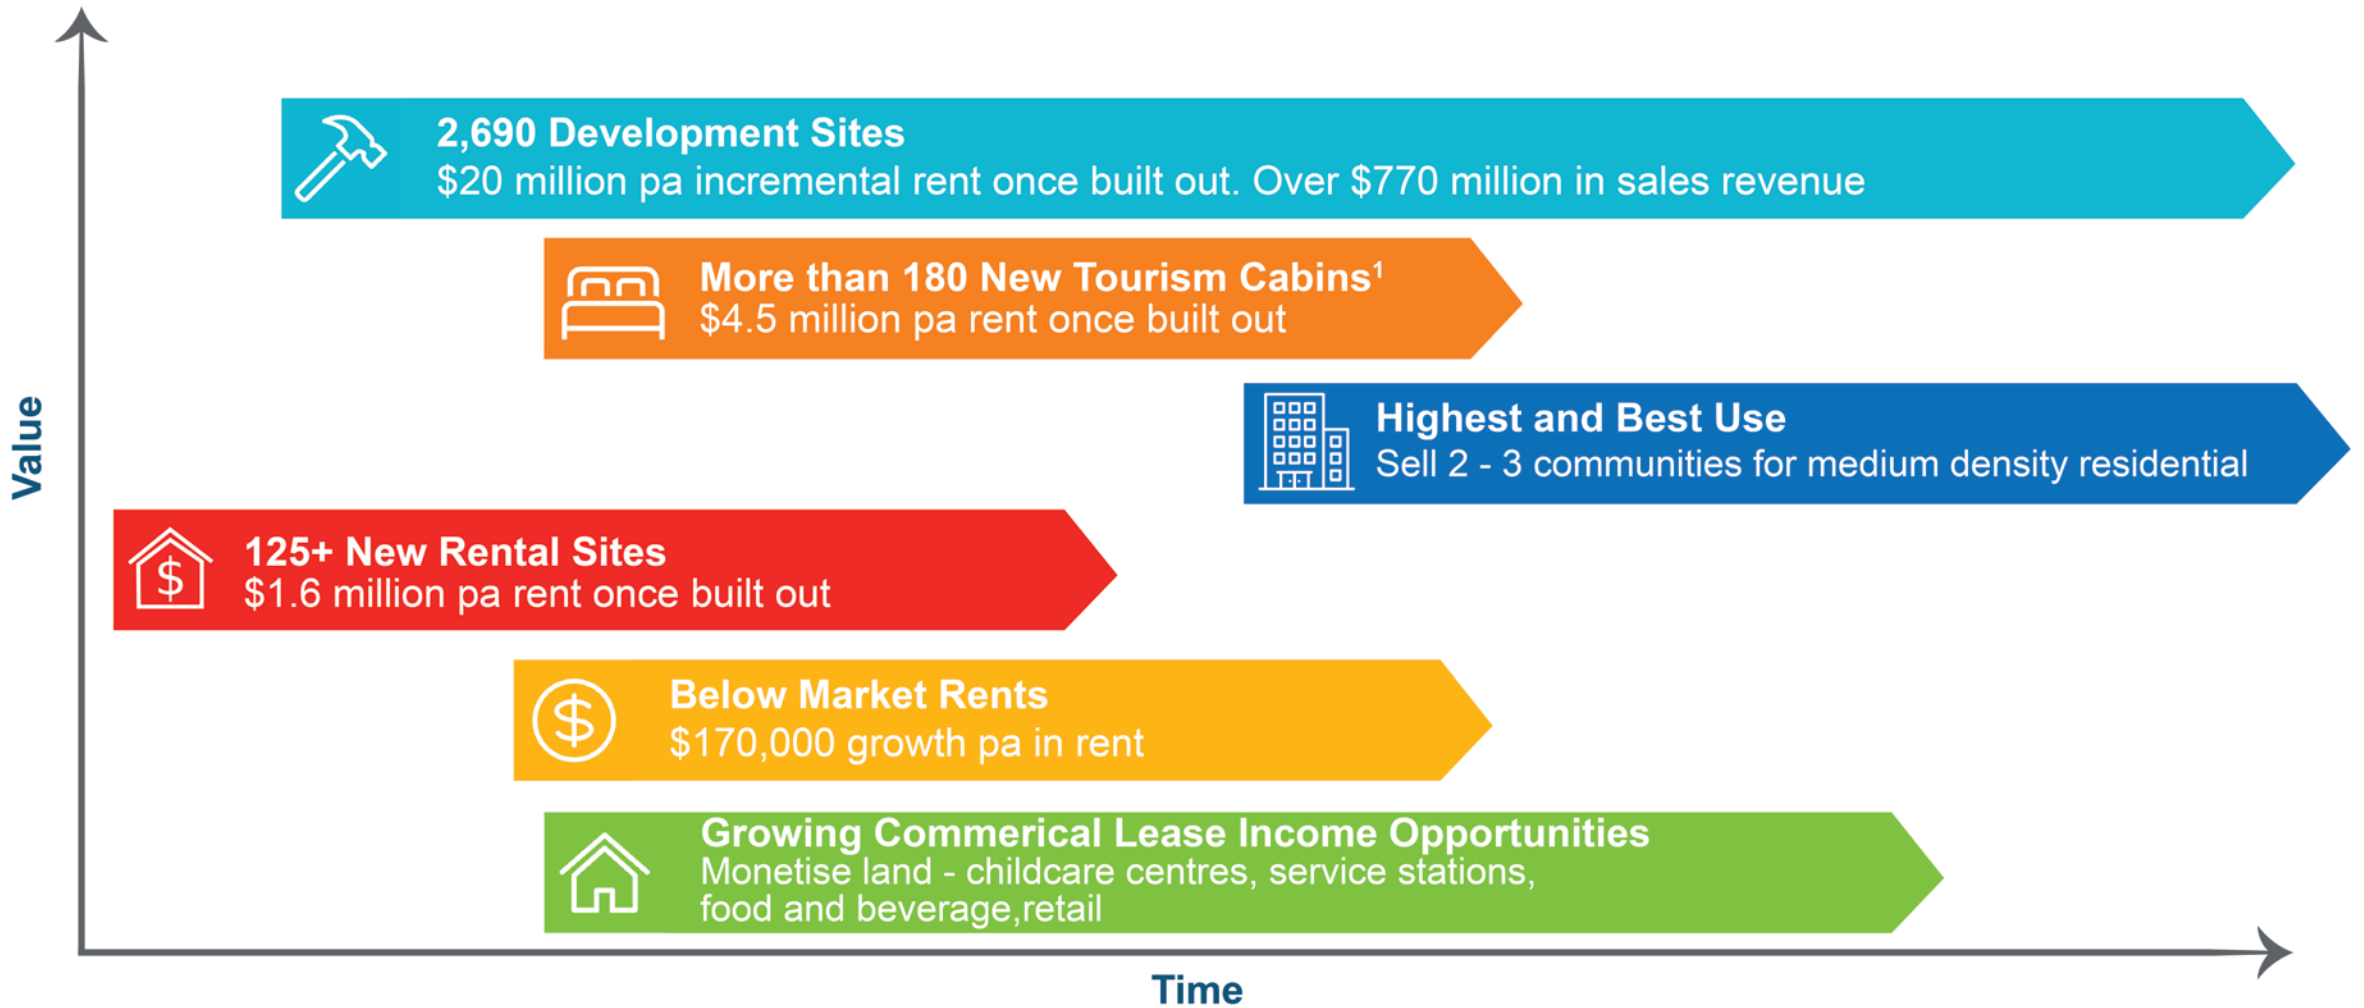 2,690 Development Sites
$20 million pa incremental rent once built out. Over $770 million in sales revenue
More than 180 New Tourism Cabins¹
$4.5 million pa rent once built out
Highest and Best Use
Sell 2 - 3 communities for medium density residential
Value
125+ New Rental Sites
$1.6 million pa rent once built out
Below Market Rents
$170,000 growth pa in rent
Growing Commerical Lease Income Opportunities
Monetise land - childcare centres, service stations,
food and beverage,retail
Time